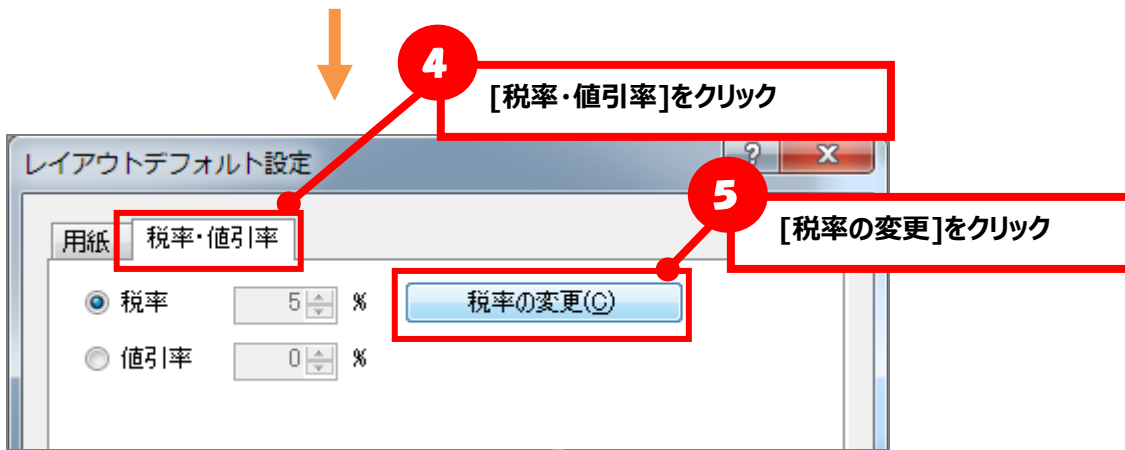 4
[税率・値引率]をクリック
レイアウトデフォルト設定
? x
5
[税率の変更]をクリック
用紙 税率・値引率
税率 5 % 税率の変更(C)
値引率 0 %